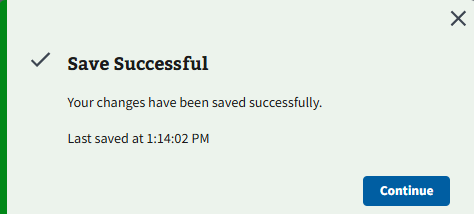 Save Successful
Your changes have been saved successfully.
Last saved at 1:14:02 PM
Continue